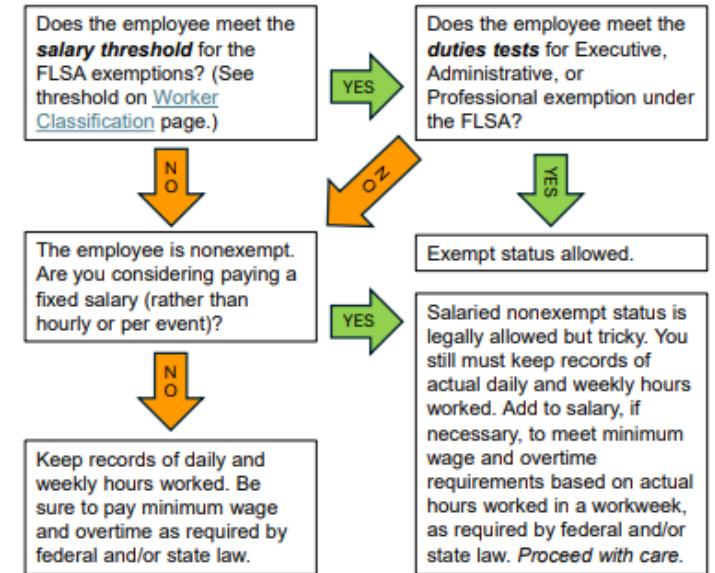 Does the employee meet the
salary threshold for the
FLSA exemptions? (See
threshold on Worker
Classification page.)
YES
Does the employee meet the
duties tests for Executive,
Administrative, or
Professional exemption under
the FLSA?
NO
NO
YES
The employee is nonexempt.
Are you considering paying a
fixed salary (rather than
hourly or per event)?
Exempt status allowed.
YES
Salaried nonexempt status is
legally allowed but tricky. You
still must keep records of
actual daily and weekly hours
worked. Add to salary, if
necessary, to meet minimum
wage and overtime
requirements based on actual
hours worked in a workweek,
as required by federal and/or
state law. Proceed with care.
NO
Keep records of daily and
weekly hours worked. Be
sure to pay minimum wage
and overtime as required by
federal and/or state law.